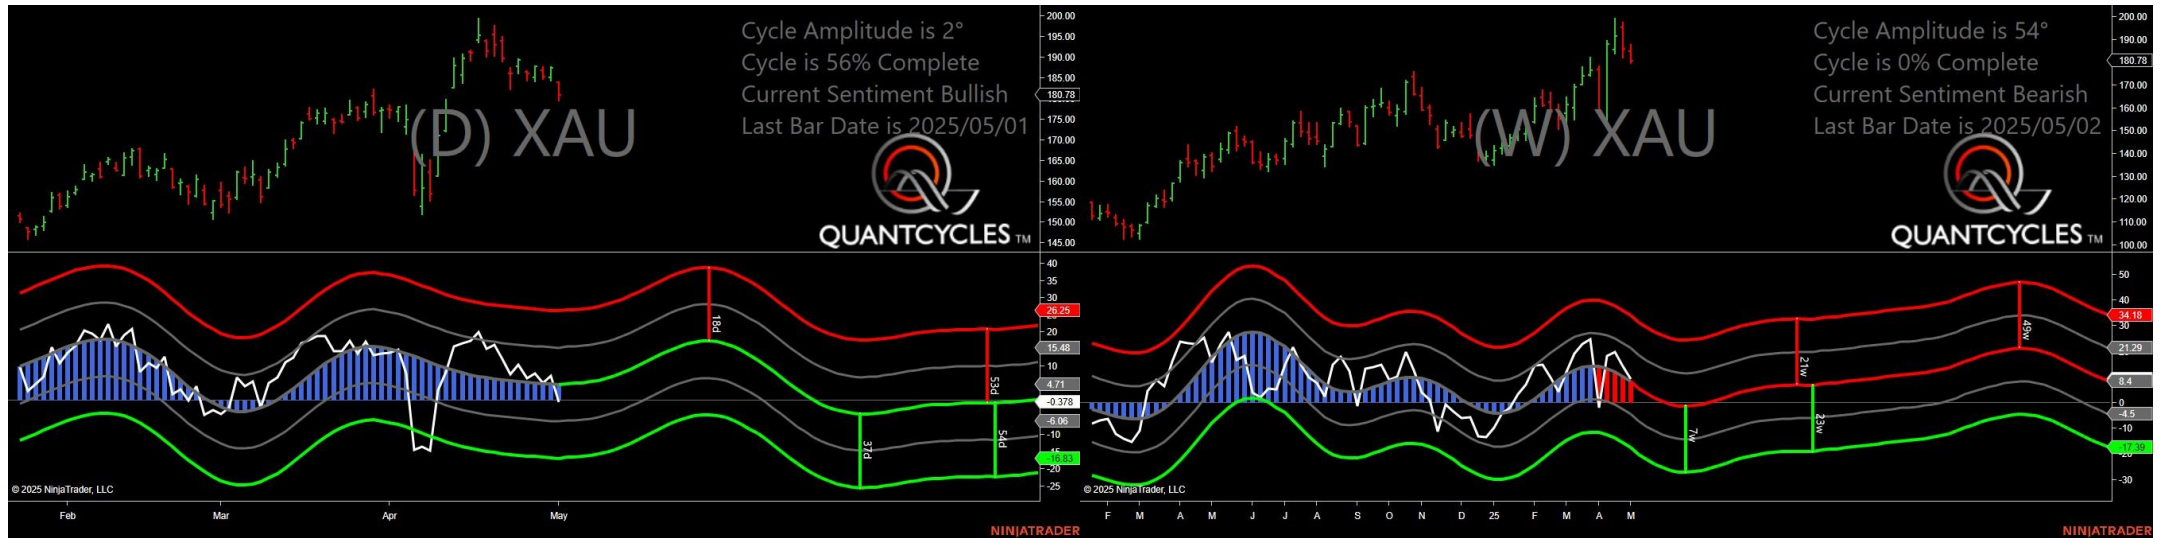 Cycle Amplitude is 2°
Cycle is 56% Complete
Current Sentiment Bullish
Last Bar Date is 2025/05/01
(D) XAU
QUANTCYCLES TM
200.00
195.00
190.00
185.00
180.78
175.00
170.00
165.00
160.00
155.00
150.00
145.00
40
35
30
26.25
20
15.48
10
4.71
-0.378
-6.06
-10
-16.83
-20
-25
18d
37d
53d
54d
© 2025 NinjaTrader, LLC
Feb
Mar
Apr
May
NINJATRADER
Cycle Amplitude is 54°
Cycle is 0% Complete
Current Sentiment Bearish
Last Bar Date is 2025/05/02
(W) XAU
QUANTCYCLES TM
200.00
190.00
180.78
170.00
160.00
150.00
140.00
130.00
120.00
110.00
100.00
50
40
34.18
30
21.29
8.4
0
-4.5
-10
-17.39
-30
7w
21w
23w
49w
© 2025 NinjaTrader, LLC
F M A M J J A S O N D 25 F M A M
NINJATRADER